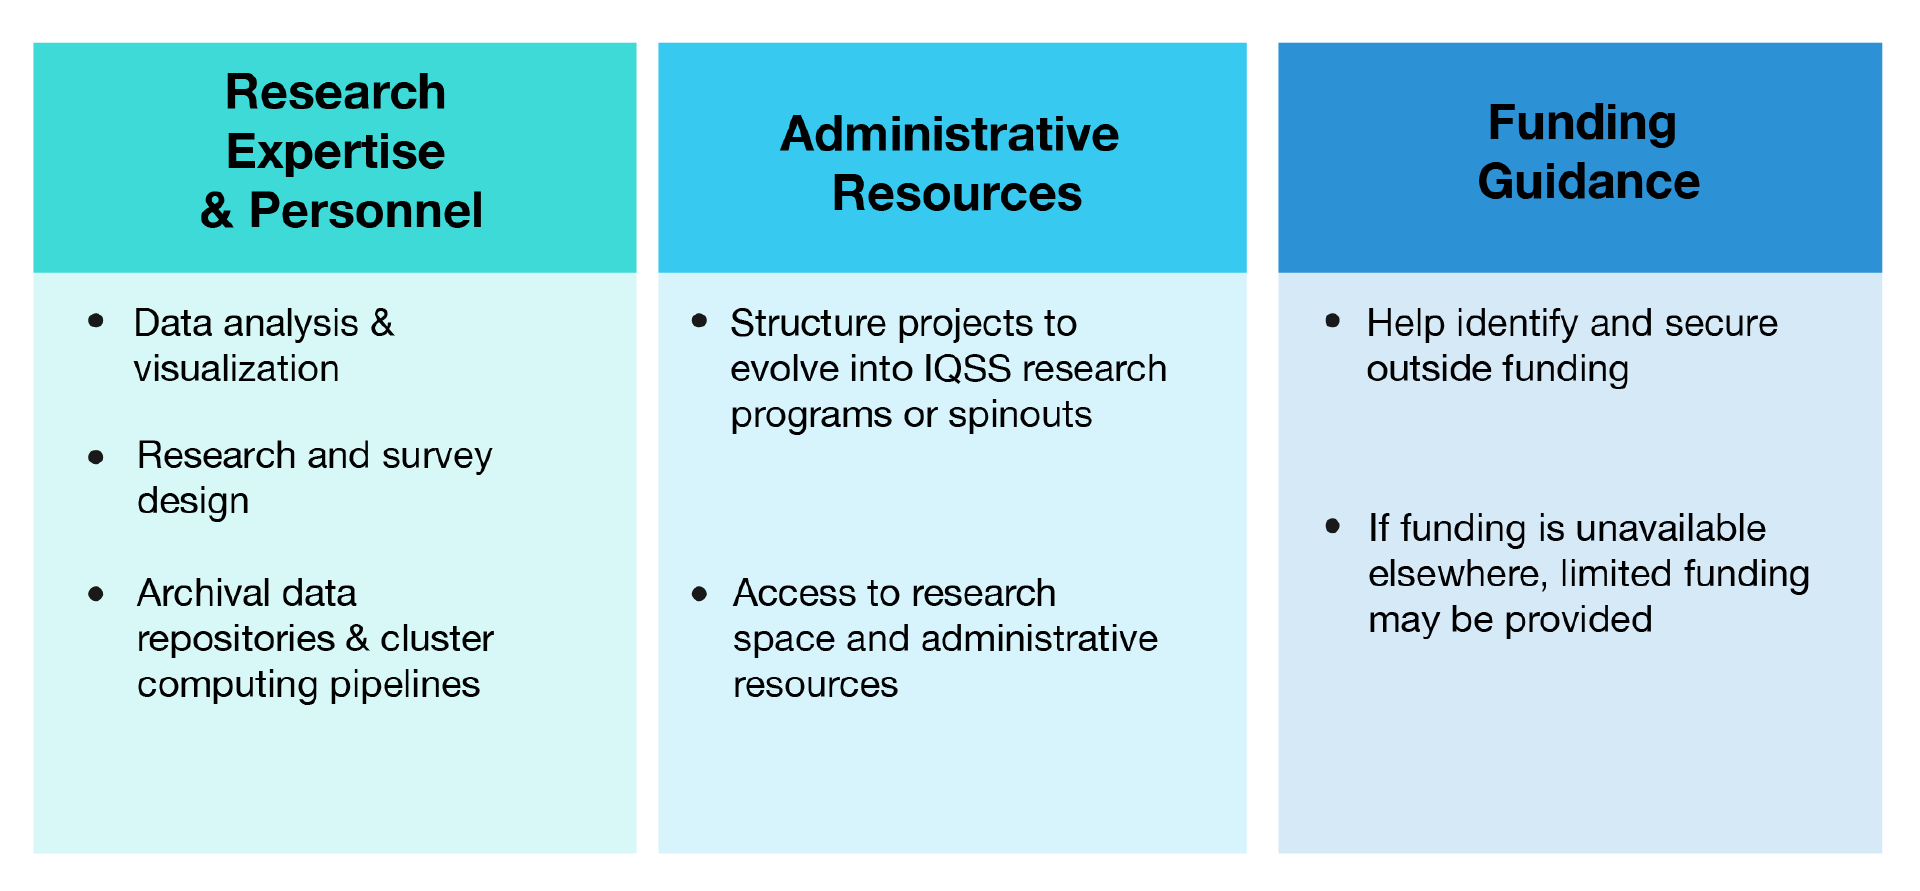 Research
Expertise
& Personnel
• Data analysis &
visualization
• Research and survey
design
• Archival data
repositories & cluster
computing pipelines
Administrative
Resources
• Structure projects to
evolve into IQSS research
programs or spinouts
• Access to research
space and administrative
resources
Funding
Guidance
• Help identify and secure
outside funding
• If funding is unavailable
elsewhere, limited funding
may be provided